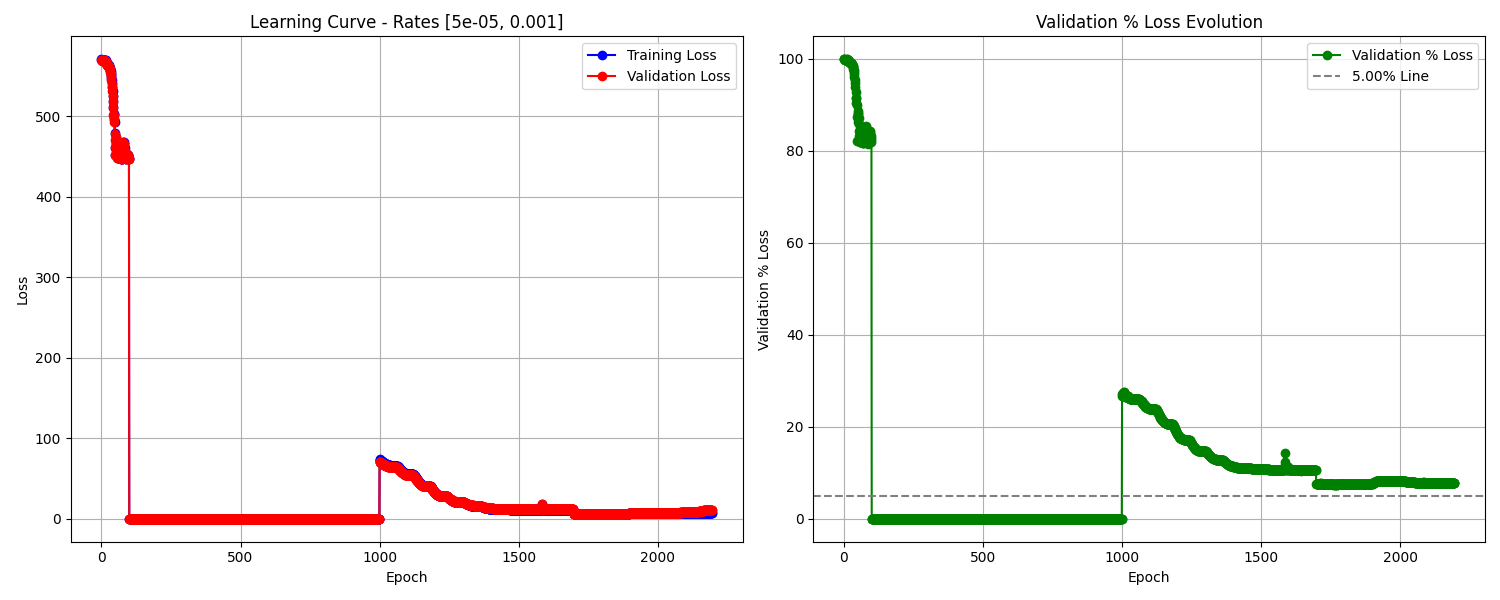 Learning Curve - Rates [5e-05, 0.001]
Training Loss
Validation Loss
Loss
500
400
300
200
100
0
0
500
1000
1500
2000
Epoch
Validation % Loss Evolution
Validation % Loss
5.00% Line
Validation % Loss
100
80
60
40
20
0
0
500
1000
1500
2000
Epoch